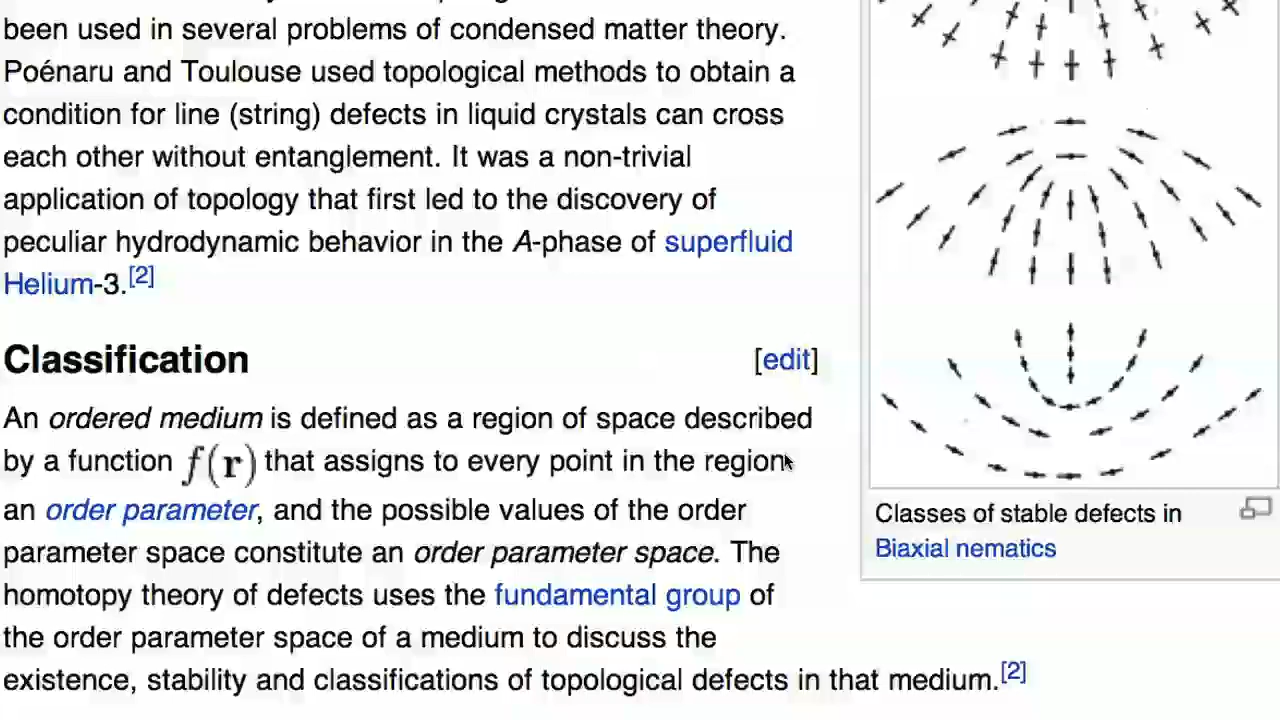 been used in several problems of condensed matter theory.
Poénaru and Toulouse used topological methods to obtain a
condition for line (string) defects in liquid crystals can cross
each other without entanglement. It was a non-trivial
application of topology that first led to the discovery of
peculiar hydrodynamic behavior in the A-phase of superfluid
Helium-3.[2]
Classification [edit]
An ordered medium is defined as a region of space described
by a function f(r) that assigns to every point in the region
an order parameter, and the possible values of the order
parameter space constitute an order parameter space. The
homotopy theory of defects uses the fundamental group of
the order parameter space of a medium to discuss the
existence, stability and classifications of topological defects in that medium.[2]
Classes of stable defects in
Biaxial nematics